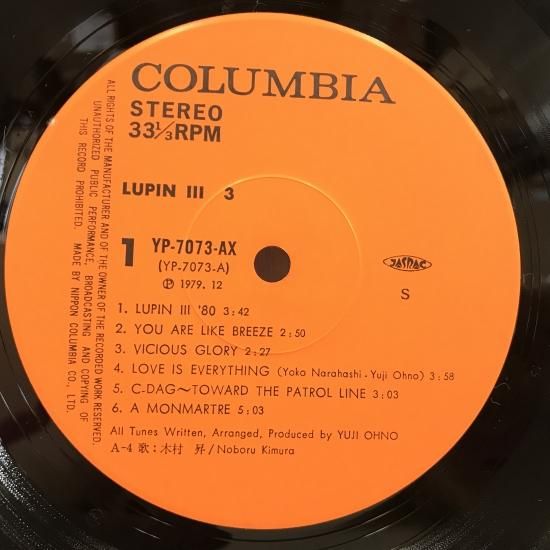 COLUMBIA
STEREO
33⅓RPM
LUPIN III 3
1
YP-7073-AX
(YP-7073-A)
Ⓟ 1979. 12
JASRAC
S
1. LUPIN III '80 3:42
2. YOU ARE LIKE BREEZE 2:50
3. VICIOUS GLORY 2:27
4. LOVE IS EVERYTHING (Yoko Narahashi - Yuji Ohno) 3:58
5. C-DAG~TOWARD THE PATROL LINE 3:03
6. A MONMARTRE 5:03
All Tunes Written, Arranged, Produced by YUJI OHNO
A-4 歌:木村 昇/Noboru Kimura
ALL RIGHTS OF THE MANUFACTURER AND OF THE OWNER OF THE RECORDED WORK RESERVED.
UNAUTHORIZED PUBLIC PERFORMANCE, BROADCASTING AND COPYING OF
THIS RECORD PROHIBITED. MADE BY NIPPON COLUMBIA CO., LTD.